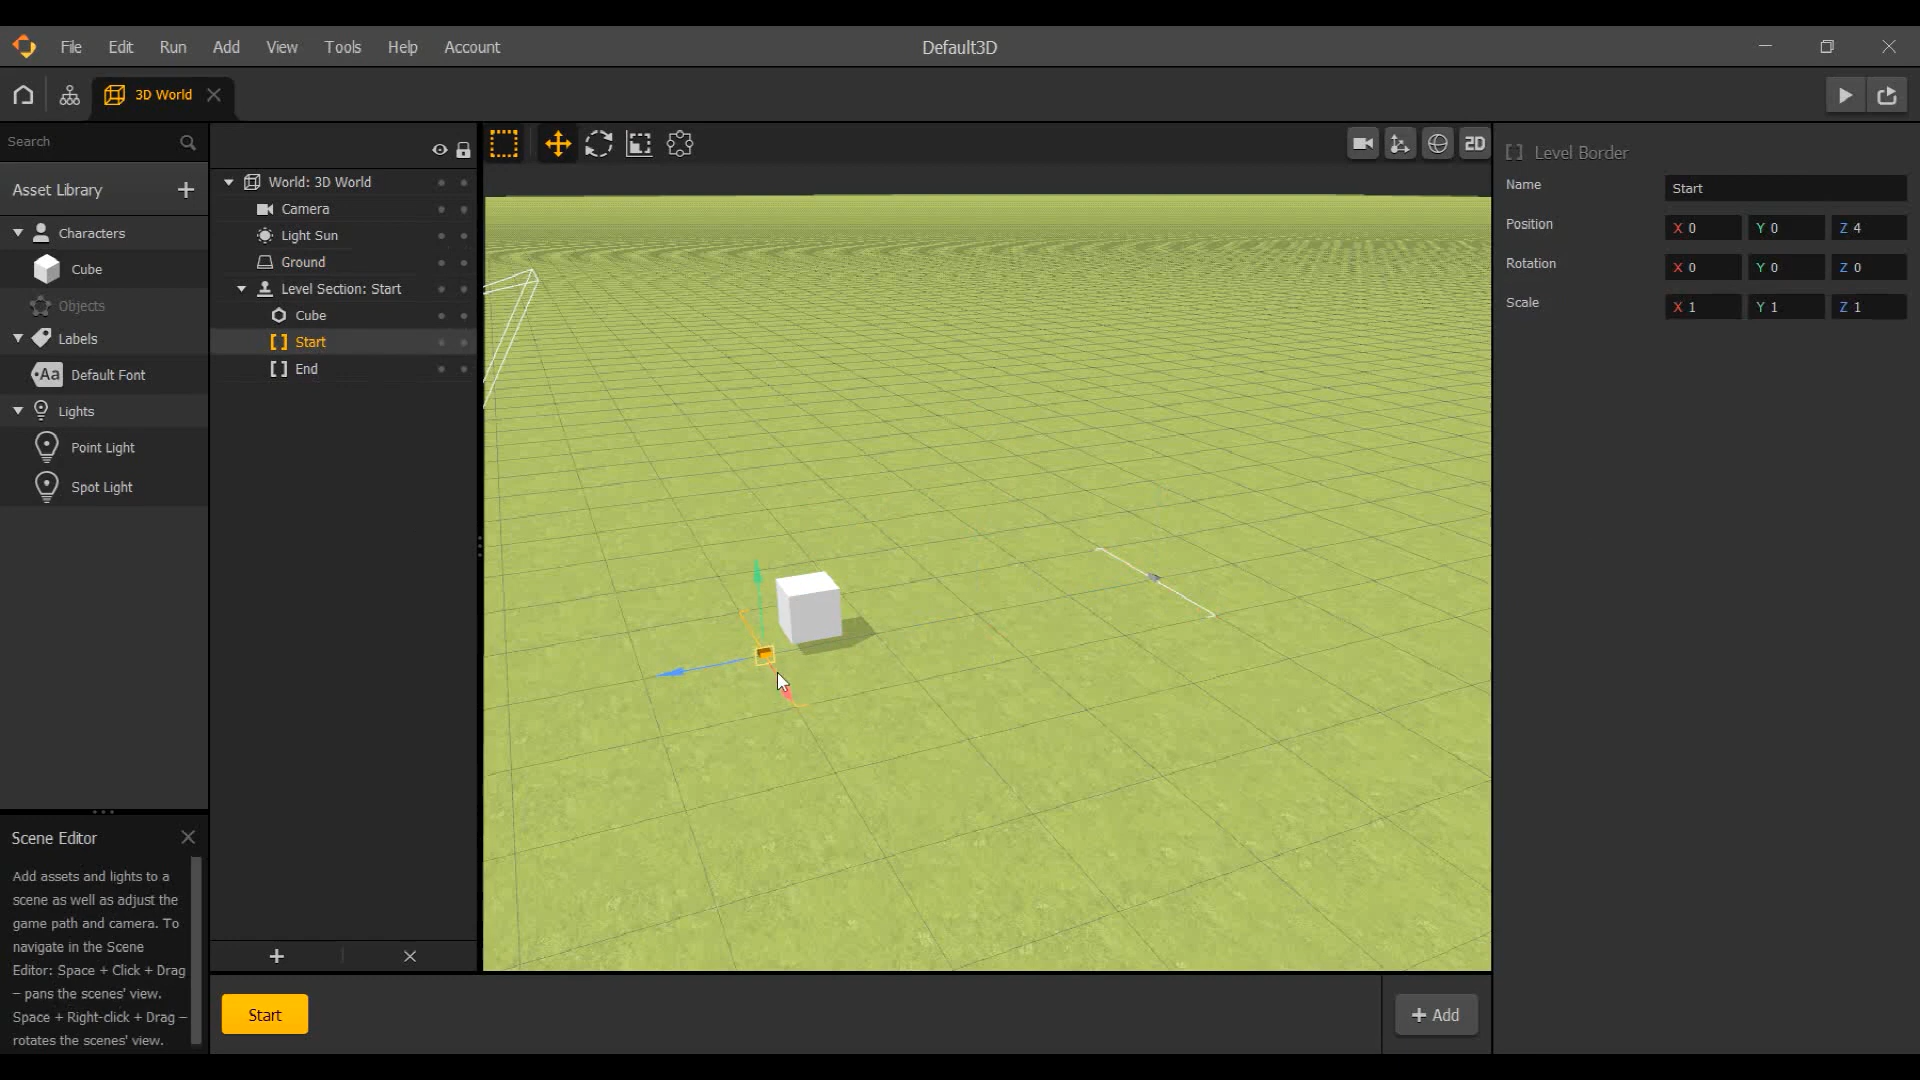 File Edit Run Add View Tools Help Account
Default3D
3D World
Search
Asset Library
Characters
Cube
Objects
Labels
•Aa Default Font
Lights
Point Light
Spot Light
Scene Editor
Add assets and lights to a
scene as well as adjust the
game path and camera. To
navigate in the Scene
Editor: Space + Click + Drag
– pans the scenes' view.
Space + Right-click + Drag –
rotates the scenes' view.
World: 3D World
Camera
Light Sun
Ground
Level Section: Start
Cube
Start
End
2D
Start
+ Add
Level Border
Name Start
Position X 0 Y 0 Z 4
Rotation X 0 Y 0 Z 0
Scale X 1 Y 1 Z 1